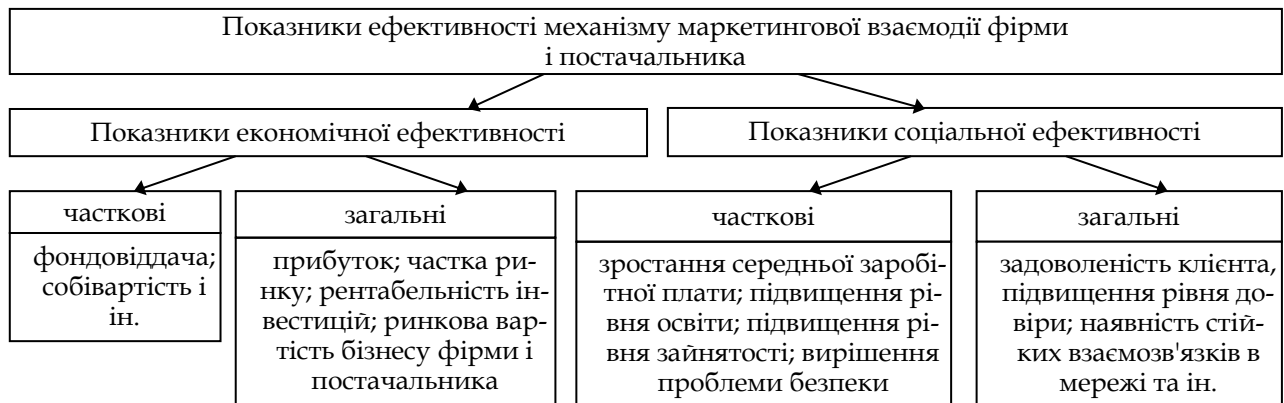 Показники ефективності механізму маркетингової взаємодії фірми
і постачальника
Показники економічної ефективності
Показники соціальної ефективності
часткові
фондовіддача;
собівартість і
ін.
загальні
прибуток; частка ри-
нку; рентабельність ін-
вестицій; ринкова вар-
тість бізнесу фірми і
постачальника
часткові
зростання середньої заробі-
тної плати; підвищення рі-
вня освіти; підвищення рі-
вня зайнятості; вирішення
проблеми безпеки
загальні
задоволеність клієнта,
підвищення рівня до-
віри; наявність стій-
ких взаємозв'язків в
мережі та ін.